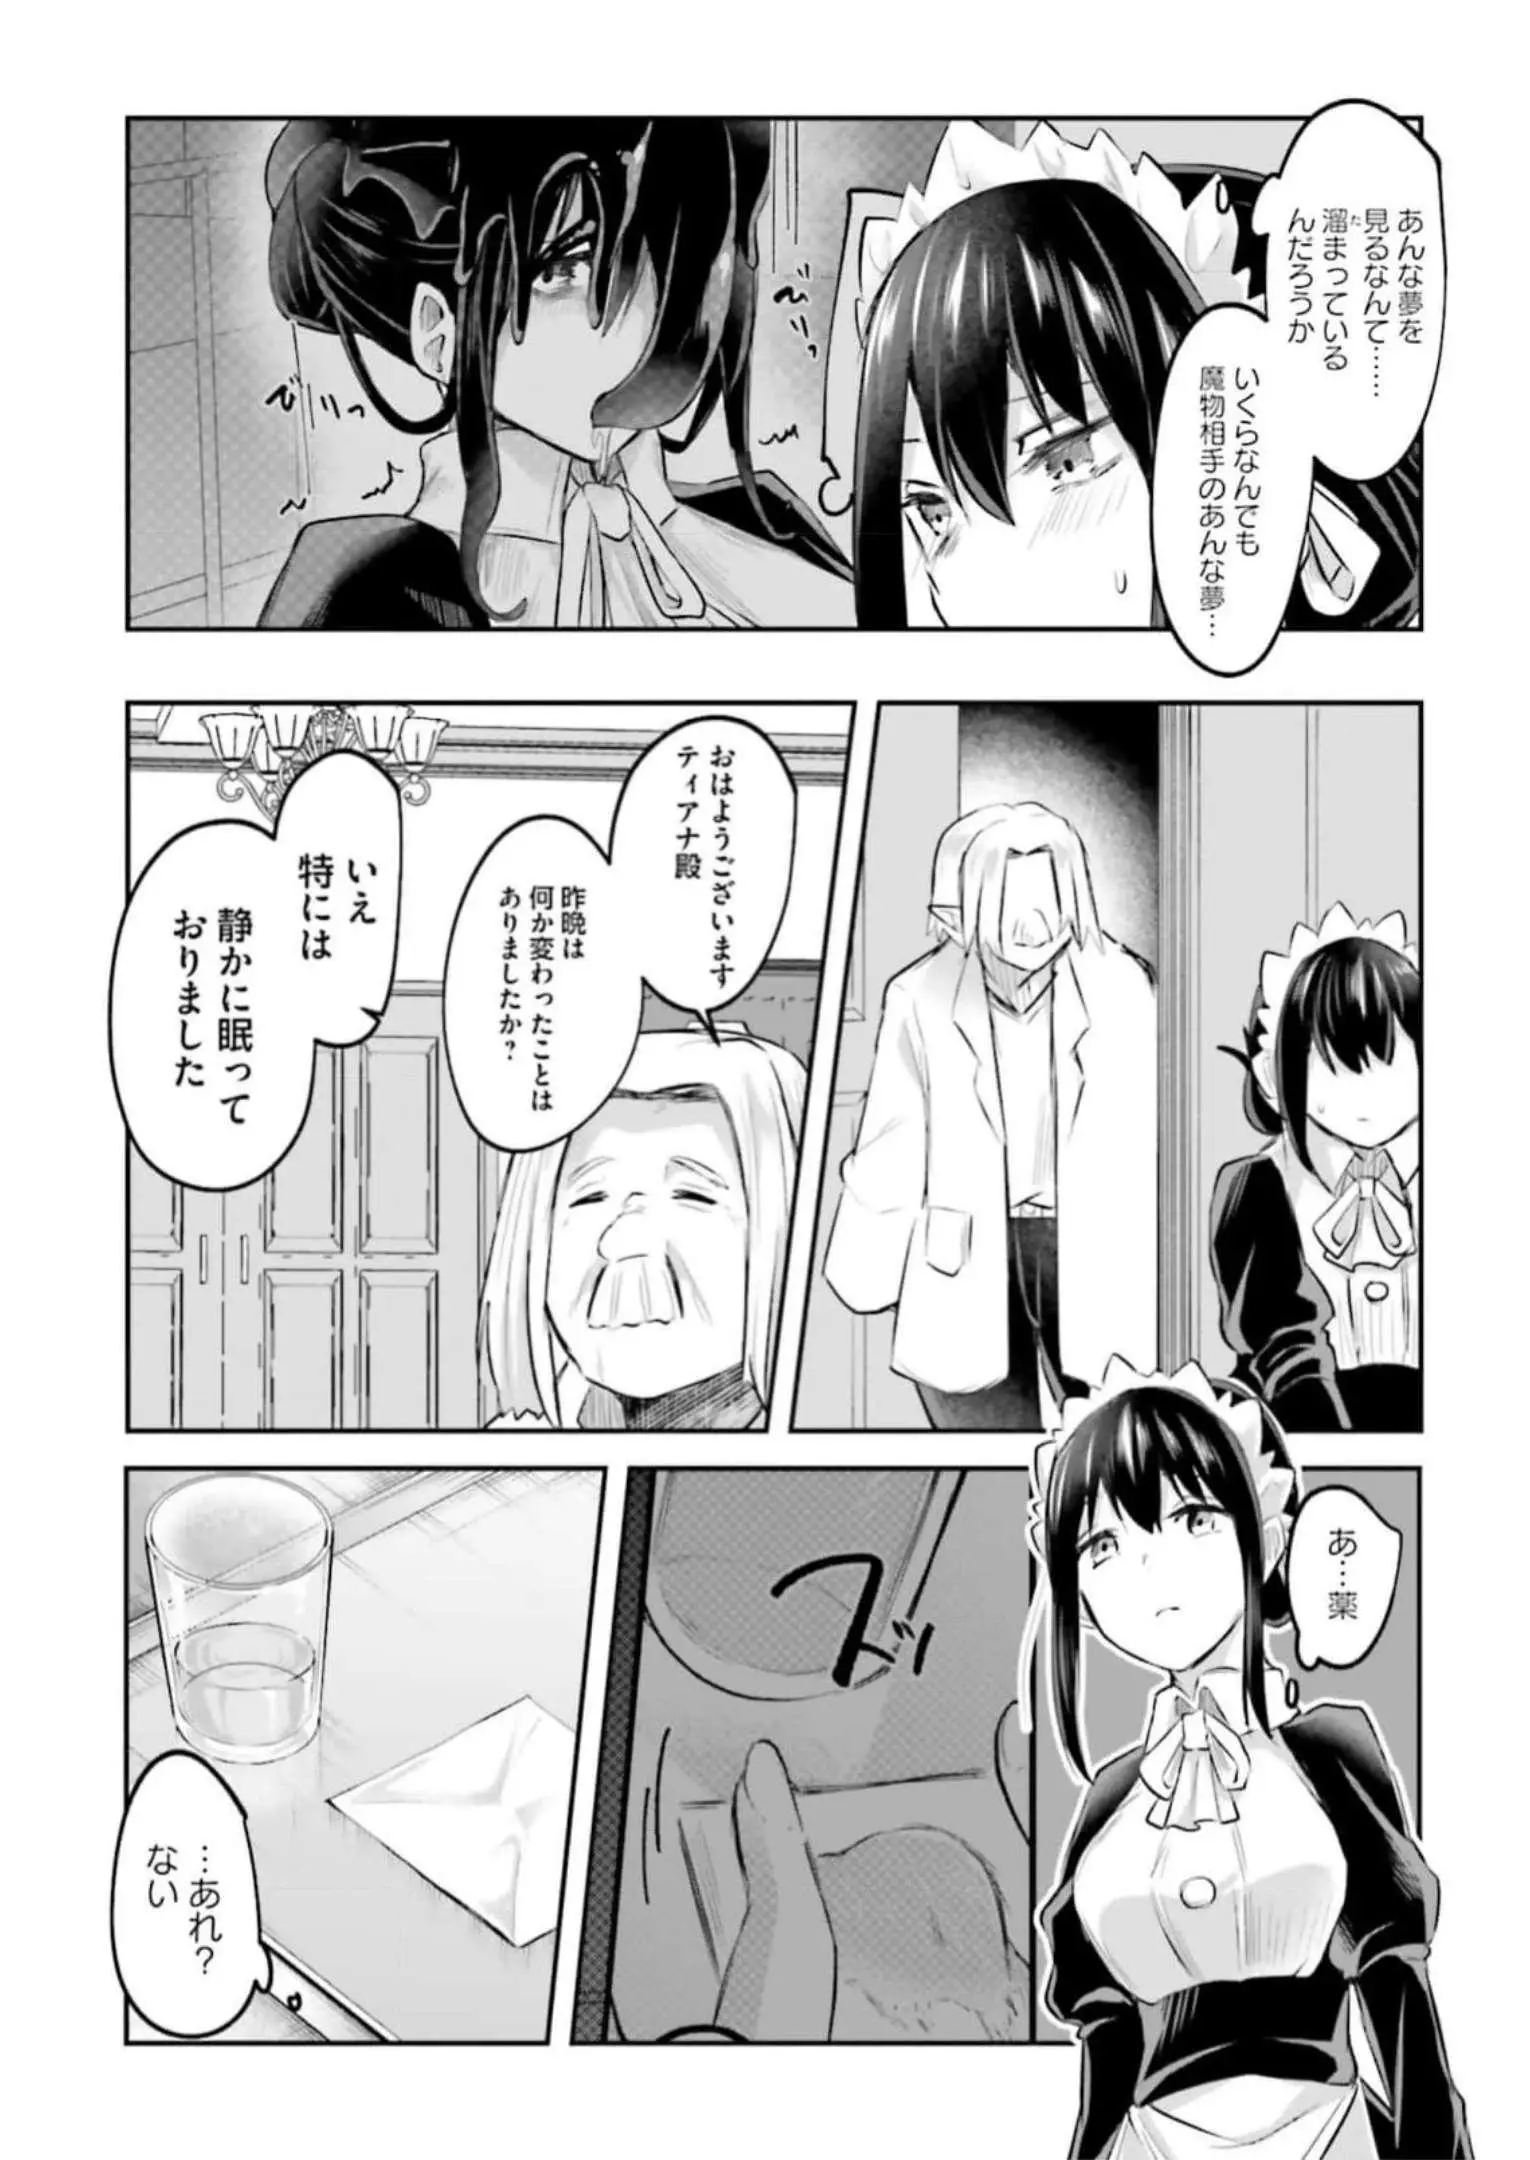 あんな夢を
見るなんて……
溜まっている
んだろうか
いくらなんでも
魔物相手のあんな夢…
おはようございます
ティアナ殿
昨晩は
何か変わったことは
ありましたか?
いえ
特には
静かに眠って
おりました
あ…薬
…あれ?
ない